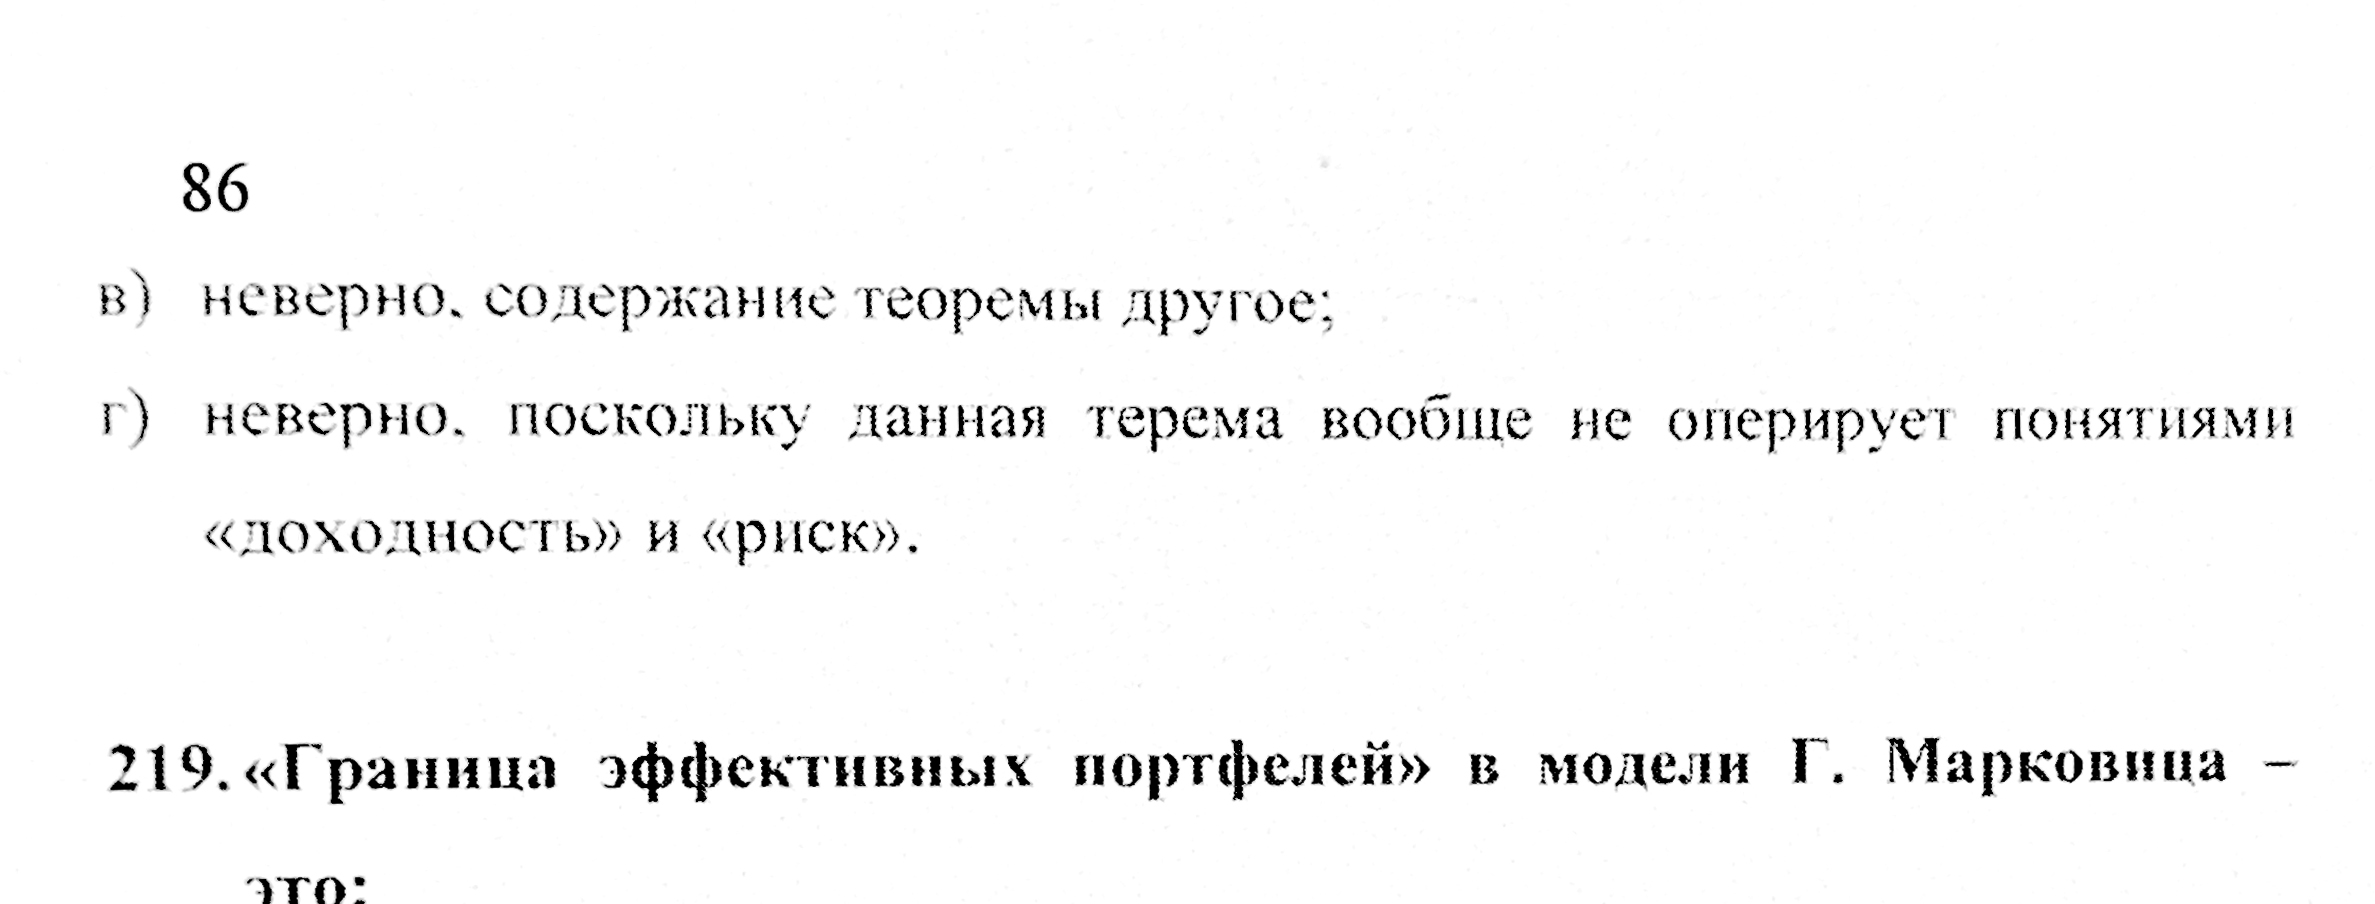 86
в) неверно, содержание теоремы другое;
г) неверно, поскольку данная терема вообще не оперирует понятиями
«доходность» и «риск».
219. «Граница эффективных портфелей» в модели Г. Марковица –
это: